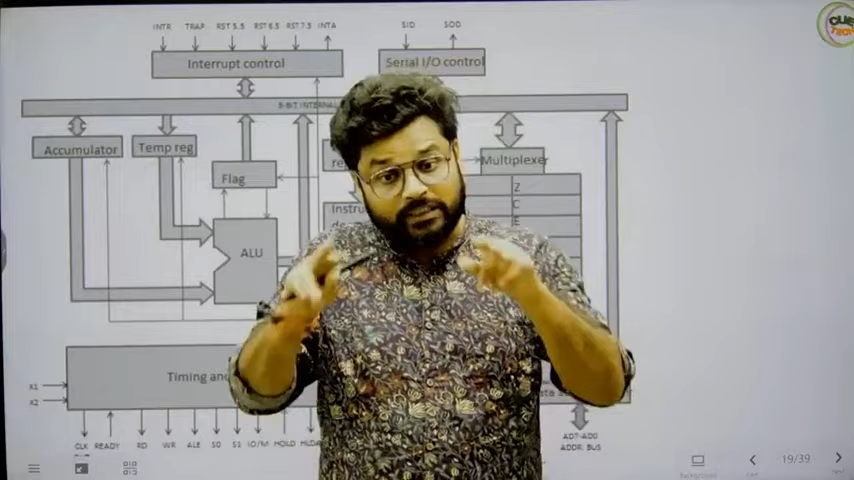 INTR TRAP RST 5.5 RST 6.5 RST 7.5 INTA
SID SOD
Interrupt control
Serial I/O control
8-BIT INTERNAL
Accumulator
Temp reg
Multiplexer
Flag
Z
C
E
ALU
Timing
X1
X2
CLK READY RD WR ALE S0 S1 IO/M HOLD HLDA
AD7-AD0
ADDR. BUS
19/39